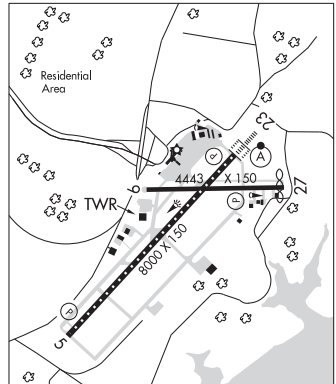 Residential
Area
23
A
P
9
4443 X 150
27
P
TWR
8000 X 150
P
5